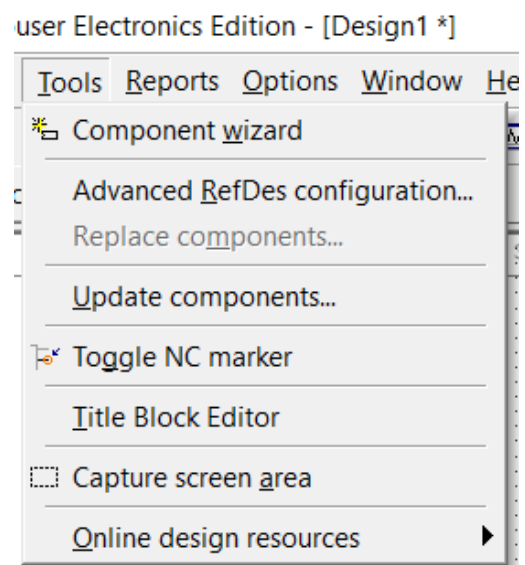 user Electronics Edition - [Design1 *]
Tools Reports Options Window He
Component wizard
Advanced RefDes configuration...
Replace components...
Update components...
Toggle NC marker
Title Block Editor
Capture screen area
Online design resources